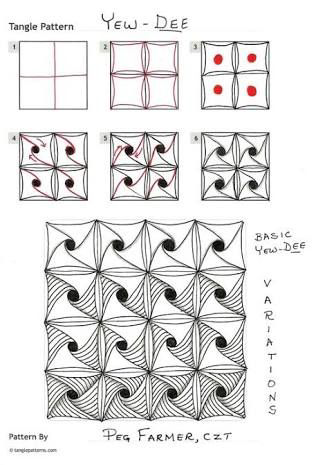 Tangle Pattern YEW-DEE
1
2
3
4
5
6
BASIC
YEW-DEE
VARIATIONS
Pattern By PEG FARMER, CZT
© tanglepatterns.com